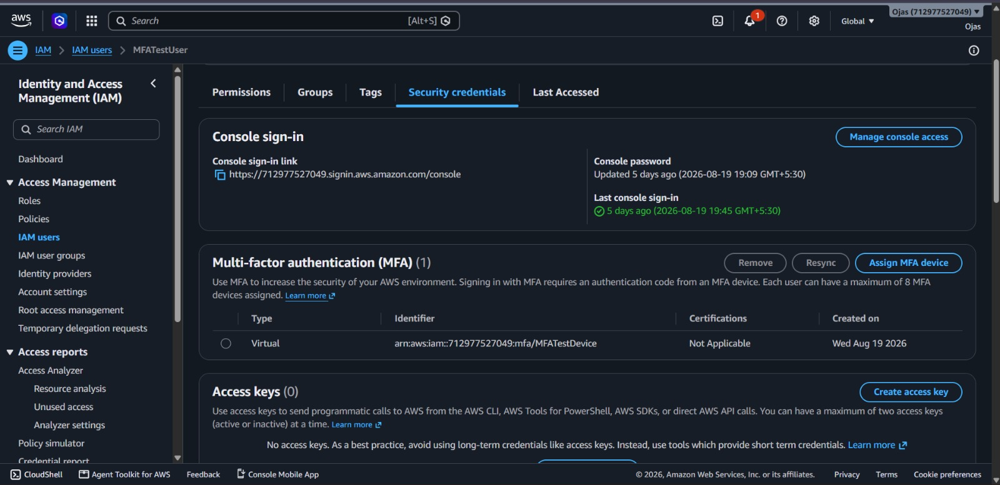 aws
Search
[Alt+S]
1
Global
Ojas (712977527049)
Ojas
IAM
IAM users
MFATestUser
Identity and Access
Management (IAM)
Search IAM
Dashboard
Access Management
Roles
Policies
IAM users
IAM user groups
Identity providers
Account settings
Root access management
Temporary delegation requests
Access reports
Access Analyzer
Resource analysis
Unused access
Analyzer settings
Policy simulator
Credential report
Permissions
Groups
Tags
Security credentials
Last Accessed
Console sign-in
Manage console access
Console sign-in link
https://712977527049.signin.aws.amazon.com/console
Console password
Updated 5 days ago (2026-08-19 19:09 GMT+5:30)
Last console sign-in
5 days ago (2026-08-19 19:45 GMT+5:30)
Multi-factor authentication (MFA) (1)
Remove
Resync
Assign MFA device
Use MFA to increase the security of your AWS environment. Signing in with MFA requires an authentication code from an MFA device. Each user can have a maximum of 8 MFA
devices assigned. Learn more
Type
Identifier
Certifications
Created on
Virtual
arn:aws:iam::712977527049:mfa/MFATestDevice
Not Applicable
Wed Aug 19 2026
Access keys (0)
Create access key
Use access keys to send programmatic calls to AWS from the AWS CLI, AWS Tools for PowerShell, AWS SDKs, or direct AWS API calls. You can have a maximum of two access keys
(active or inactive) at a time. Learn more
No access keys. As a best practice, avoid using long-term credentials like access keys. Instead, use tools which provide short term credentials. Learn more
CloudShell
Agent Toolkit for AWS
Feedback
Console Mobile App
© 2026, Amazon Web Services, Inc. or its affiliates.
Privacy
Terms
Cookie preferences